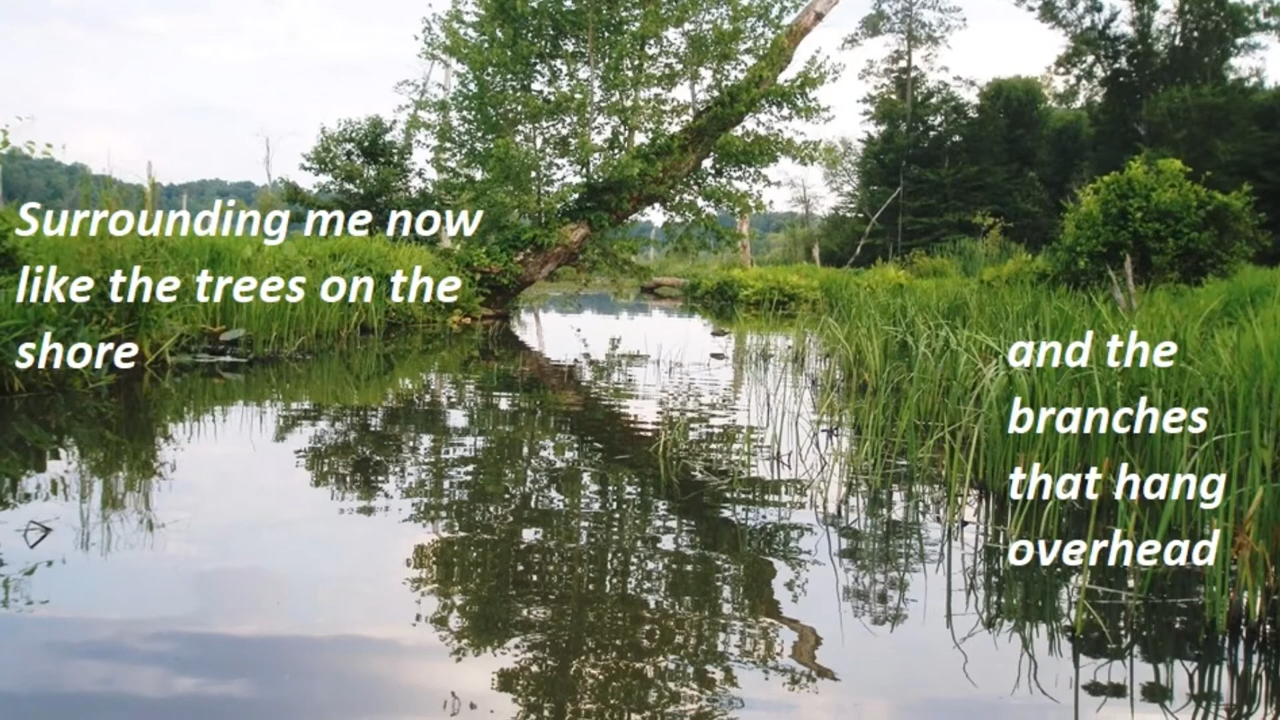 Surrounding me now
like the trees on the
shore
and the
branches
that hang
overhead